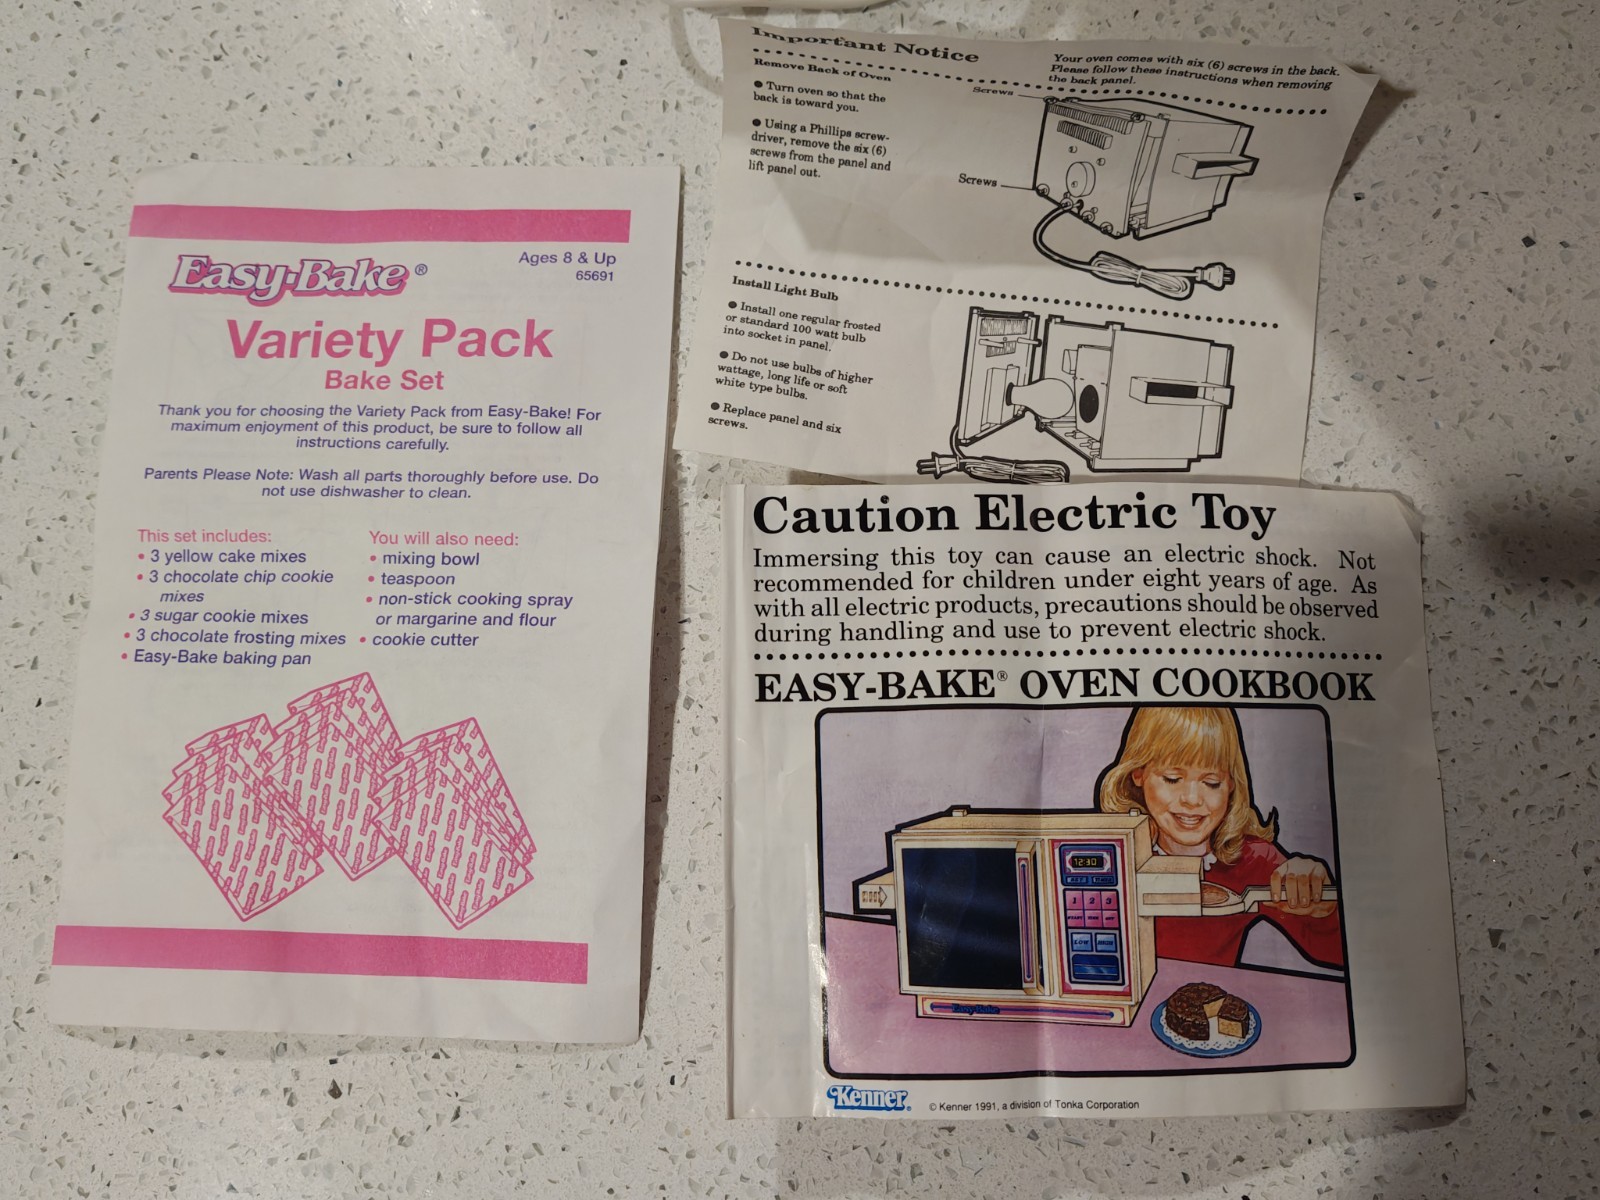 Easy-Bake®
Ages 8 & Up
65691
Variety Pack
Bake Set
Thank you for choosing the Variety Pack from Easy-Bake! For
maximum enjoyment of this product, be sure to follow all
instructions carefully.
Parents Please Note: Wash all parts thoroughly before use. Do
not use dishwasher to clean.
This set includes:
• 3 yellow cake mixes
• 3 chocolate chip cookie
mixes
• 3 sugar cookie mixes
• 3 chocolate frosting mixes
• Easy-Bake baking pan
You will also need:
• mixing bowl
• teaspoon
• non-stick cooking spray
or margarine and flour
• cookie cutter
Important Notice
Your oven comes with six (6) screws in the back.
Please follow these instructions when removing
the back panel.
Remove Back of Oven
● Turn oven so that the
back is toward you.
● Using a Phillips screw-
driver, remove the six (6)
screws from the panel and
lift panel out.
Screws
Screws
Install Light Bulb
● Install one regular frosted
or standard 100 watt bulb
into socket in panel.
● Do not use bulbs of higher
wattage, long life or soft
white type bulbs.
● Replace panel and six
screws.
Caution Electric Toy
Immersing this toy can cause an electric shock. Not
recommended for children under eight years of age. As
with all electric products, precautions should be observed
during handling and use to prevent electric shock.
EASY-BAKE® OVEN COOKBOOK
12:30
1 2 3
LOW HIGH
Easy-Bake
Kenner®
© Kenner 1991, a division of Tonka Corporation